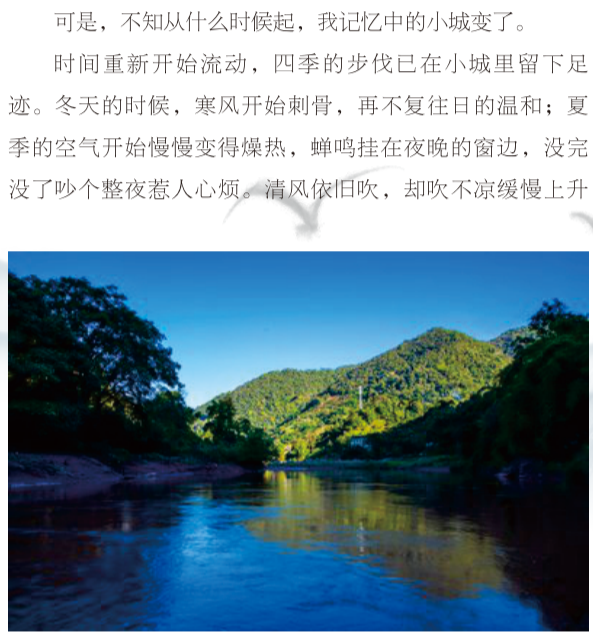 可是，不知从什么时候起，我记忆中的小城变了。
时间重新开始流动，四季的步伐已在小城里留下足
迹。冬天的时候，寒风开始刺骨，再不复往日的温和；夏
季的空气开始慢慢变得燥热，蝉鸣挂在夜晚的窗边，没完
没了吵个整夜惹人心烦。清风依旧吹，却吹不凉缓慢上升